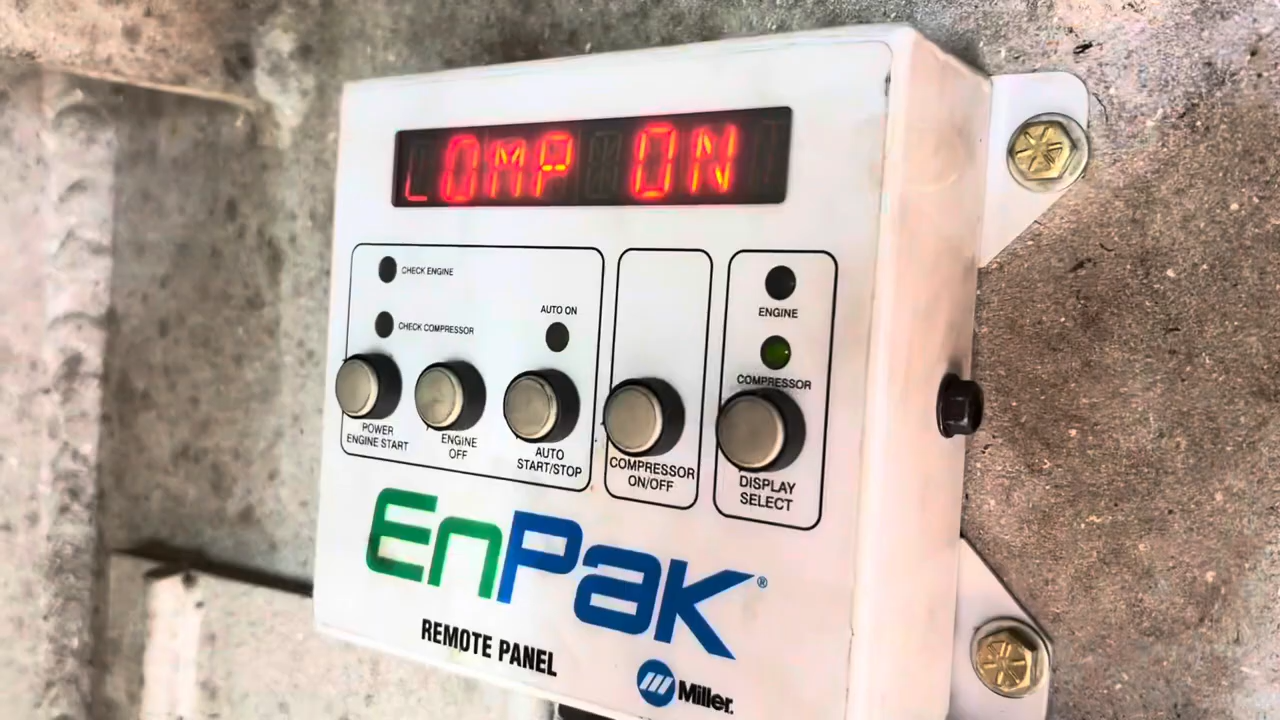 COMP ON
CHECK ENGINE
CHECK COMPRESSOR
AUTO ON
POWER
ENGINE START
ENGINE
OFF
AUTO
START/STOP
COMPRESSOR
ON/OFF
ENGINE
COMPRESSOR
DISPLAY
SELECT
EnPak®
REMOTE PANEL
Miller.